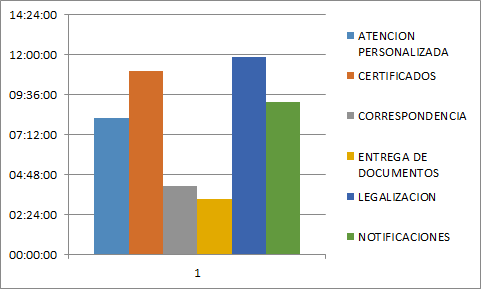 14:24:00
12:00:00
09:36:00
07:12:00
04:48:00
02:24:00
00:00:00
1
ATENCION
PERSONALIZADA
CERTIFICADOS
CORRESPONDENCIA
ENTREGA DE
DOCUMENTOS
LEGALIZACION
NOTIFICACIONES